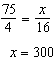 75/4 = x/16
x = 300